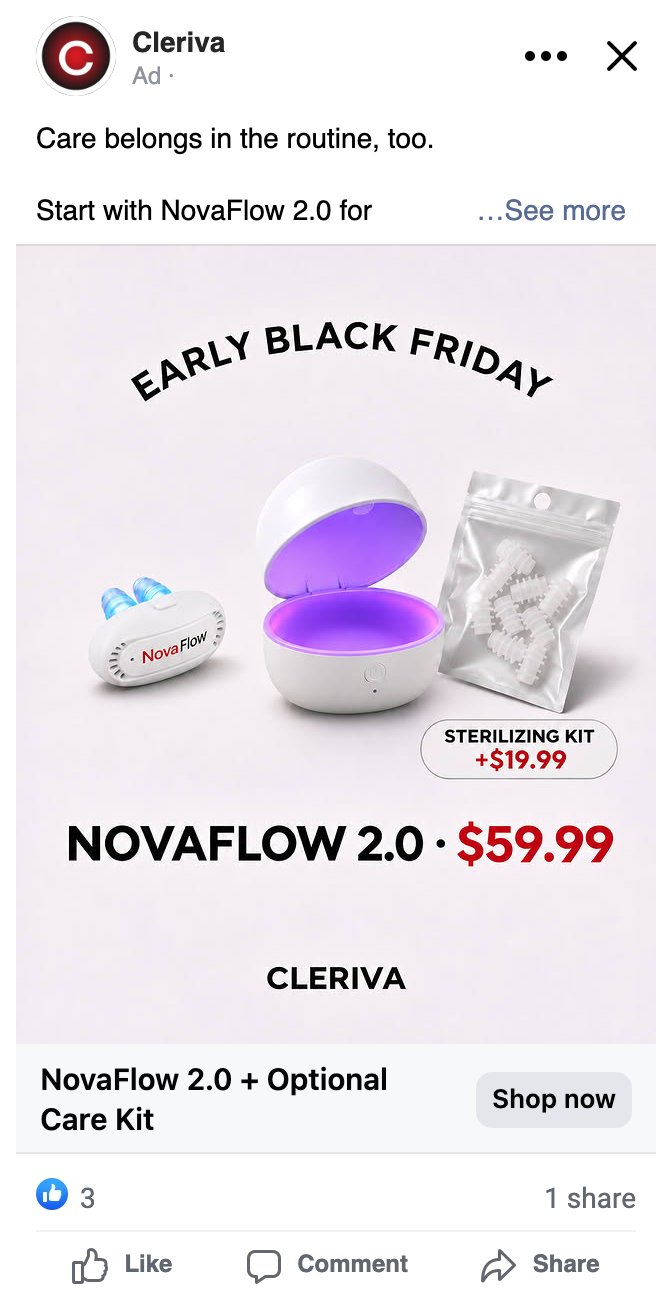 C
Cleriva
Ad ·
Care belongs in the routine, too.
Start with NovaFlow 2.0 for ...See more
EARLY BLACK FRIDAY
NovaFlow
STERILIZING KIT
+$19.99
NOVAFLOW 2.0 · $59.99
CLERIVA
NovaFlow 2.0 + Optional
Care Kit
Shop now
3
1 share
Like
Comment
Share